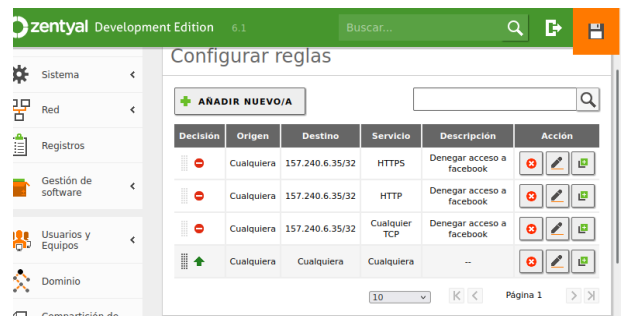 zentyal Development Edition 6.1 Buscar...
Configurar reglas
Sistema
Red
Registros
Gestión de
software
Usuarios y
Equipos
Dominio
Compartición de
AÑADIR NUEVO/A
Decisión Origen Destino Servicio Descripción Acción
Cualquiera 157.240.6.35/32 HTTPS Denegar acceso a
facebook
Cualquiera 157.240.6.35/32 HTTP Denegar acceso a
facebook
Cualquiera 157.240.6.35/32 Cualquier
TCP Denegar acceso a
facebook
Cualquiera Cualquiera Cualquiera --
10 Página 1